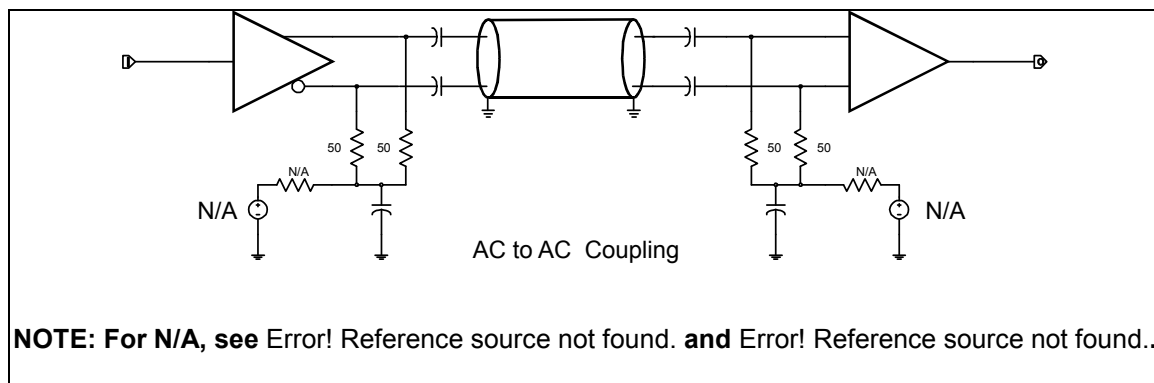 50
50
50
50
N/A
N/A
N/A
N/A
AC to AC Coupling
NOTE: For N/A, see Error! Reference source not found. and Error! Reference source not found..